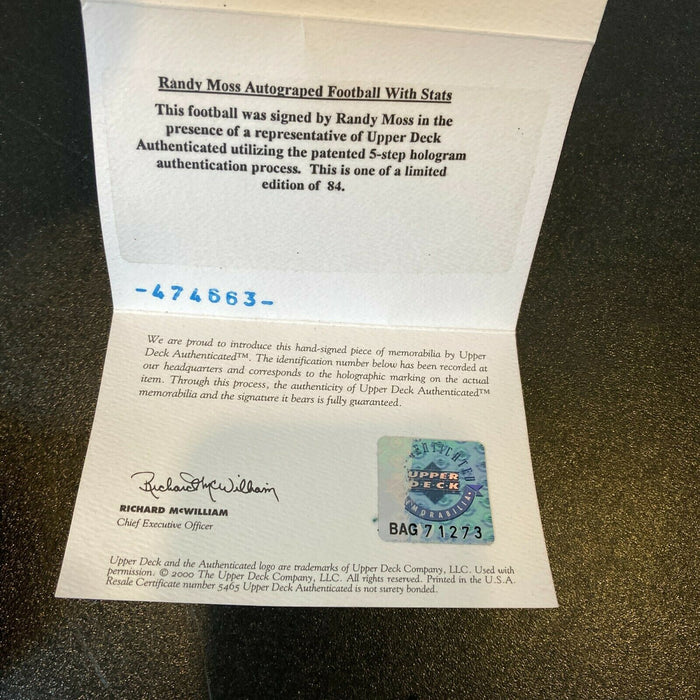 Randy Moss Autograped Football With Stats
This football was signed by Randy Moss in the
presence of a representative of Upper Deck
Authenticated utilizing the patented 5-step hologram
authentication process. This is one of a limited
edition of 84.
-474663-
We are proud to introduce this hand-signed piece of memorabilia by Upper
Deck Authenticated™. The identification number below has been recorded at
our headquarters and corresponds to the holographic marking on the actual
item. Through this process, the authenticity of Upper Deck Authenticated™
memorabilia and the signature it bears is fully guaranteed.
Richard McWilliam
RICHARD McWILLIAM
Chief Executive Officer
AUTHENTICATED
UPPER
D·E·C·K
MEMORABILIA
BAG 71273
Upper Deck and the Authenticated logo are trademarks of Upper Deck Company, LLC. Used with
permission. © 2000 The Upper Deck Company, LLC. All rights reserved. Printed in the U.S.A.
Resale Certificate number 5465 Upper Deck Authenticated is not surety bonded.